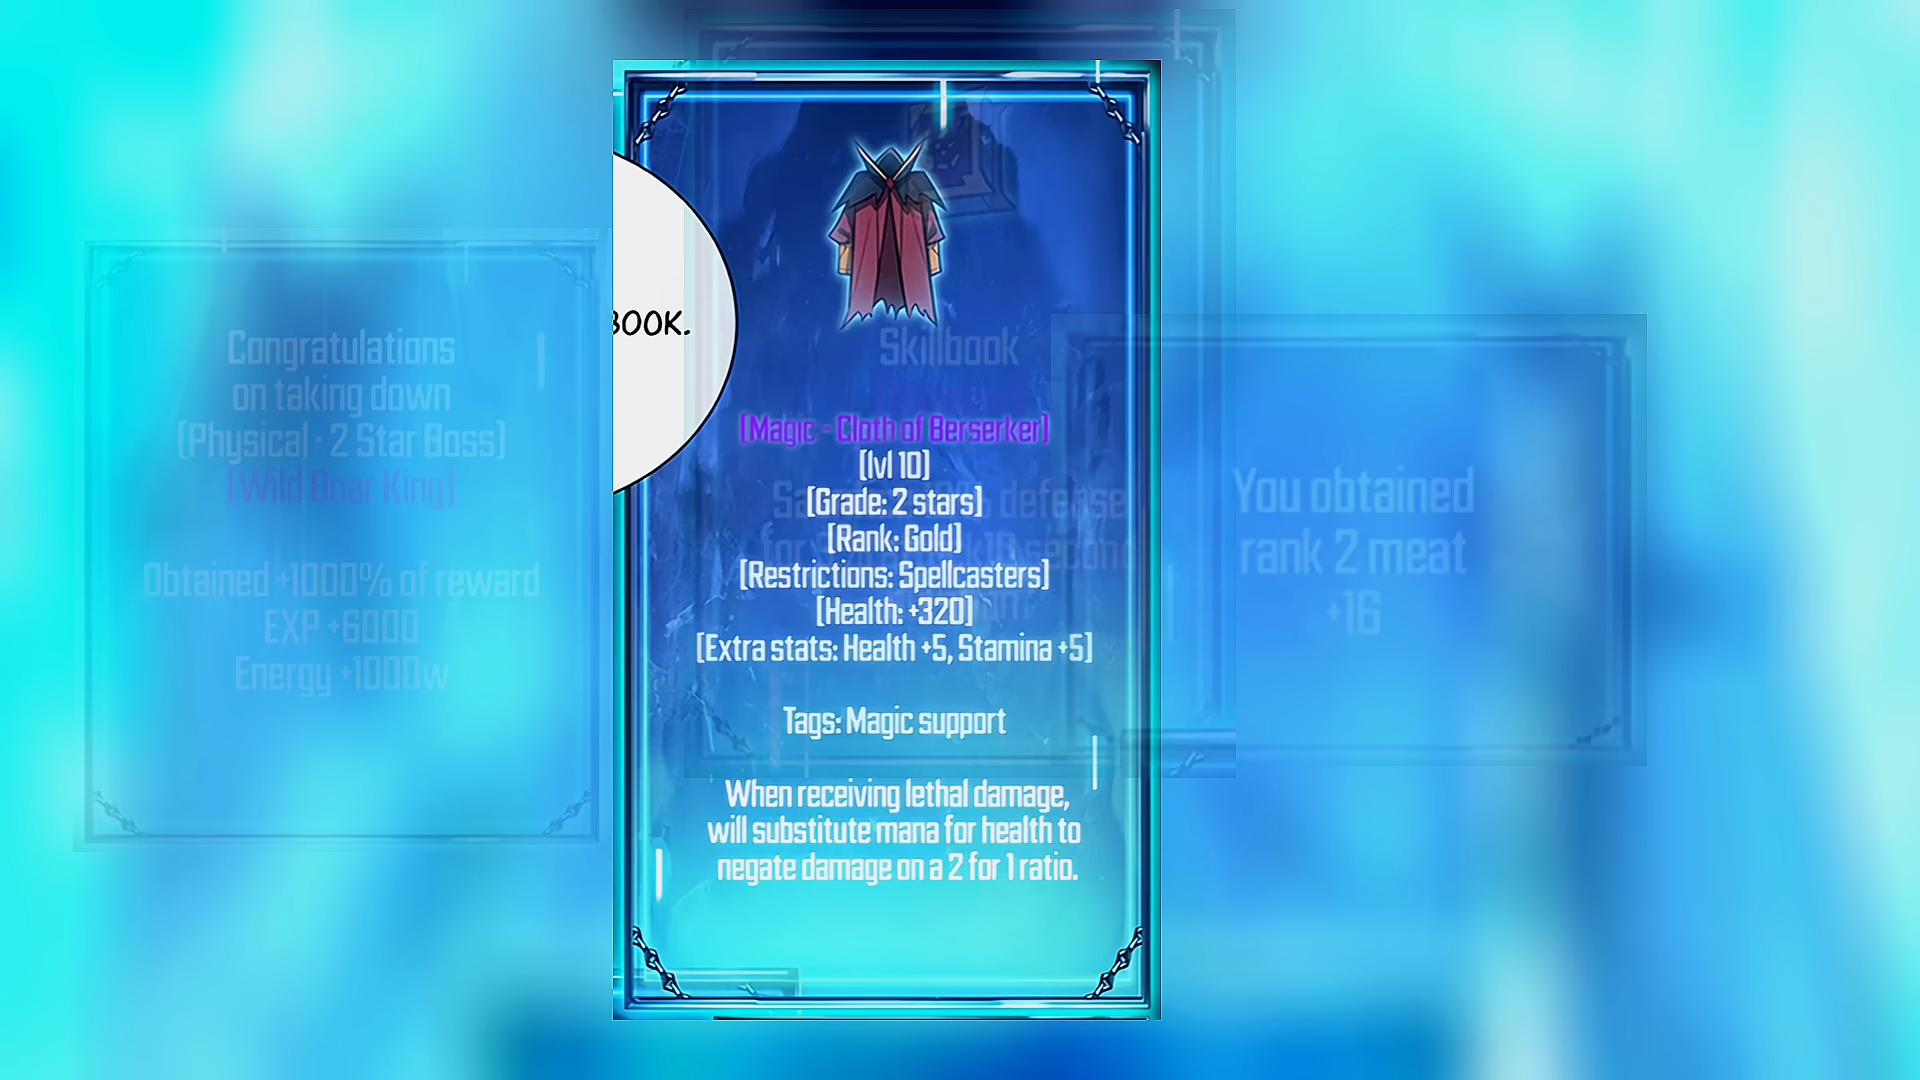 Congratulations
on taking down
[Physical · 2 Star Boss]
[Wild Boar King]
Obtained +1000% of reward
EXP +6000
Energy +1000w
BOOK.
Skillbook
[Magic - Cloth of Berserker]
[lvl 10]
[Grade: 2 stars]
[Rank: Gold]
[Restrictions: Spellcasters]
[Health: +320]
[Extra stats: Health +5, Stamina +5]
Tags: Magic support
When receiving lethal damage,
will substitute mana for health to
negate damage on a 2 for 1 ratio.
defense
for
You obtained
rank 2 meat
+16